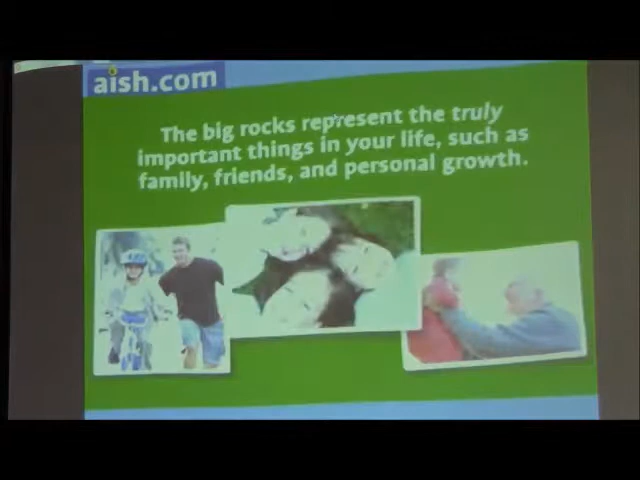 aish.com
The big rocks represent the truly
important things in your life, such as
family, friends, and personal growth.